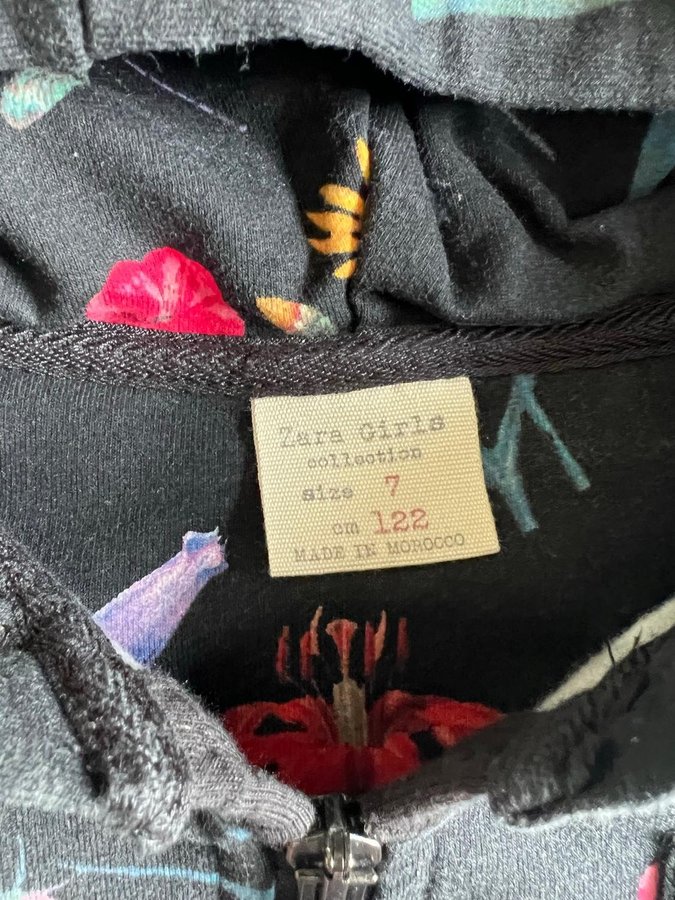 Zara Girls
collection
size 7
cm 122
MADE IN MOROCCO